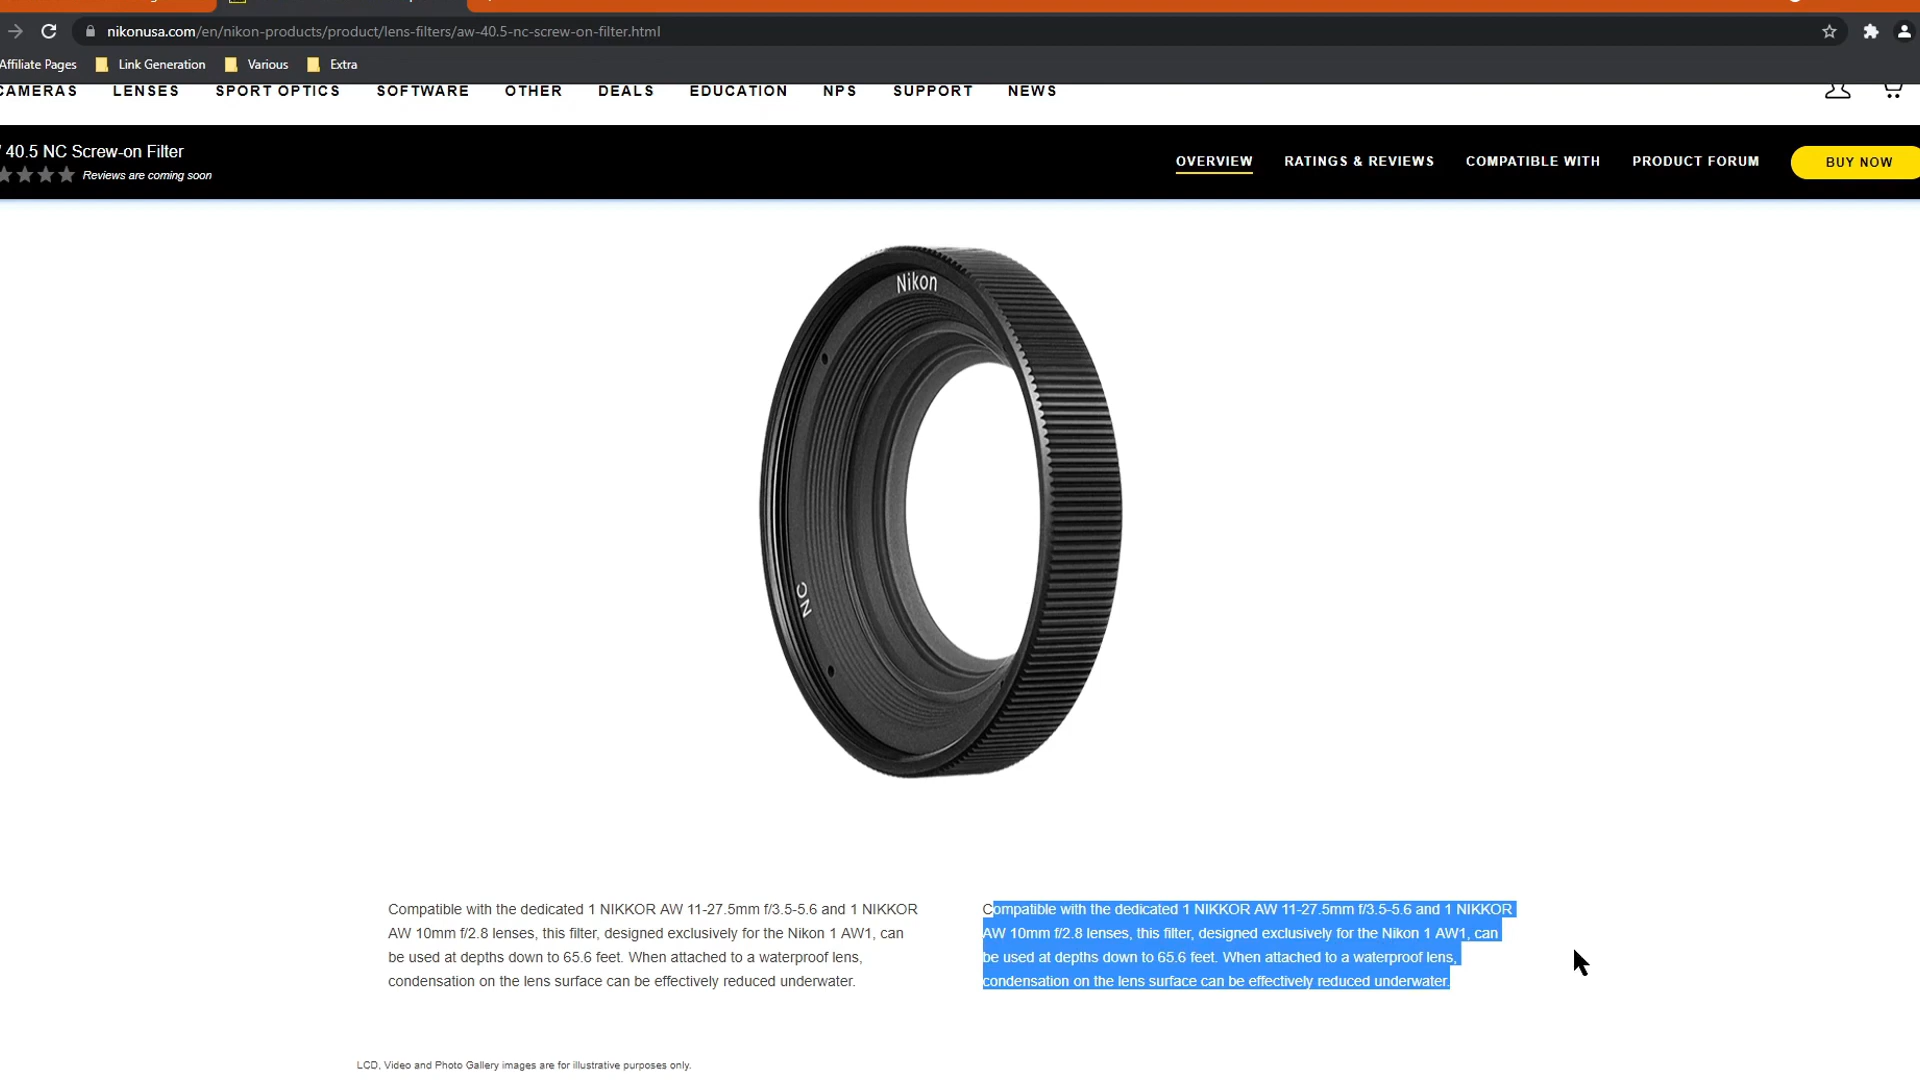 nikonusa.com/en/nikon-products/product/lens-filters/aw-40.5-nc-screw-on-filter.html
Affiliate Pages Link Generation Various Extra
CAMERAS LENSES SPORT OPTICS SOFTWARE OTHER DEALS EDUCATION NPS SUPPORT NEWS
40.5 NC Screw-on Filter
Reviews are coming soon
OVERVIEW RATINGS & REVIEWS COMPATIBLE WITH PRODUCT FORUM BUY NOW
Nikon
NC
Compatible with the dedicated 1 NIKKOR AW 11-27.5mm f/3.5-5.6 and 1 NIKKOR
AW 10mm f/2.8 lenses, this filter, designed exclusively for the Nikon 1 AW1, can
be used at depths down to 65.6 feet. When attached to a waterproof lens,
condensation on the lens surface can be effectively reduced underwater.
Compatible with the dedicated 1 NIKKOR AW 11-27.5mm f/3.5-5.6 and 1 NIKKOR
AW 10mm f/2.8 lenses, this filter, designed exclusively for the Nikon 1 AW1, can
be used at depths down to 65.6 feet. When attached to a waterproof lens,
condensation on the lens surface can be effectively reduced underwater.
LCD, Video and Photo Gallery images are for illustrative purposes only.